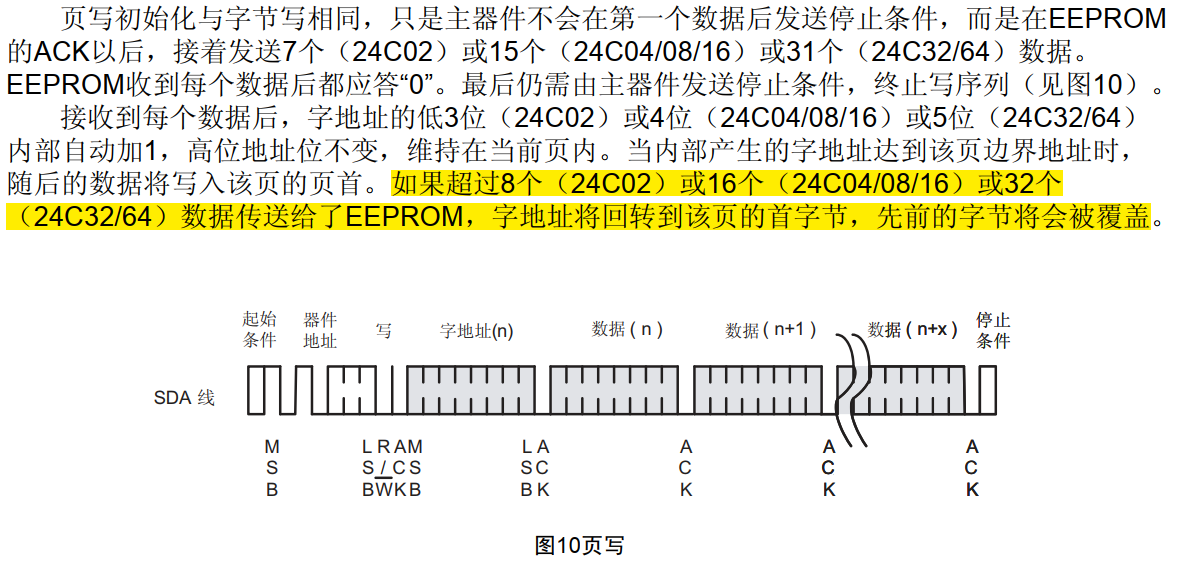 页写初始化与字节写相同，只是主器件不会在第一个数据后发送停止条件，而是在EEPROM
的ACK以后，接着发送7个（24C02）或15个（24C04/08/16）或31个（24C32/64）数据。
EEPROM收到每个数据后都应答“0”。最后仍需由主器件发送停止条件，终止写序列（见图10）。
接收到每个数据后，字地址的低3位（24C02）或4位（24C04/08/16）或5位（24C32/64）
内部自动加1，高位地址位不变，维持在当前页内。当内部产生的字地址达到该页边界地址时，
随后的数据将写入该页的页首。如果超过8个（24C02）或16个（24C04/08/16）或32个
（24C32/64）数据传送给了EEPROM，字地址将回转到该页的首字节，先前的字节将会被覆盖。
起始 器件 停止
写 字地址(n) 数据 ( n ) 数据 ( n+1 ) 数据 ( n+x )
条件 地址 条件
SDA 线
M L R A M L A A A A
S S / C S S C C C C
B B W K B B K K K K
图10页写